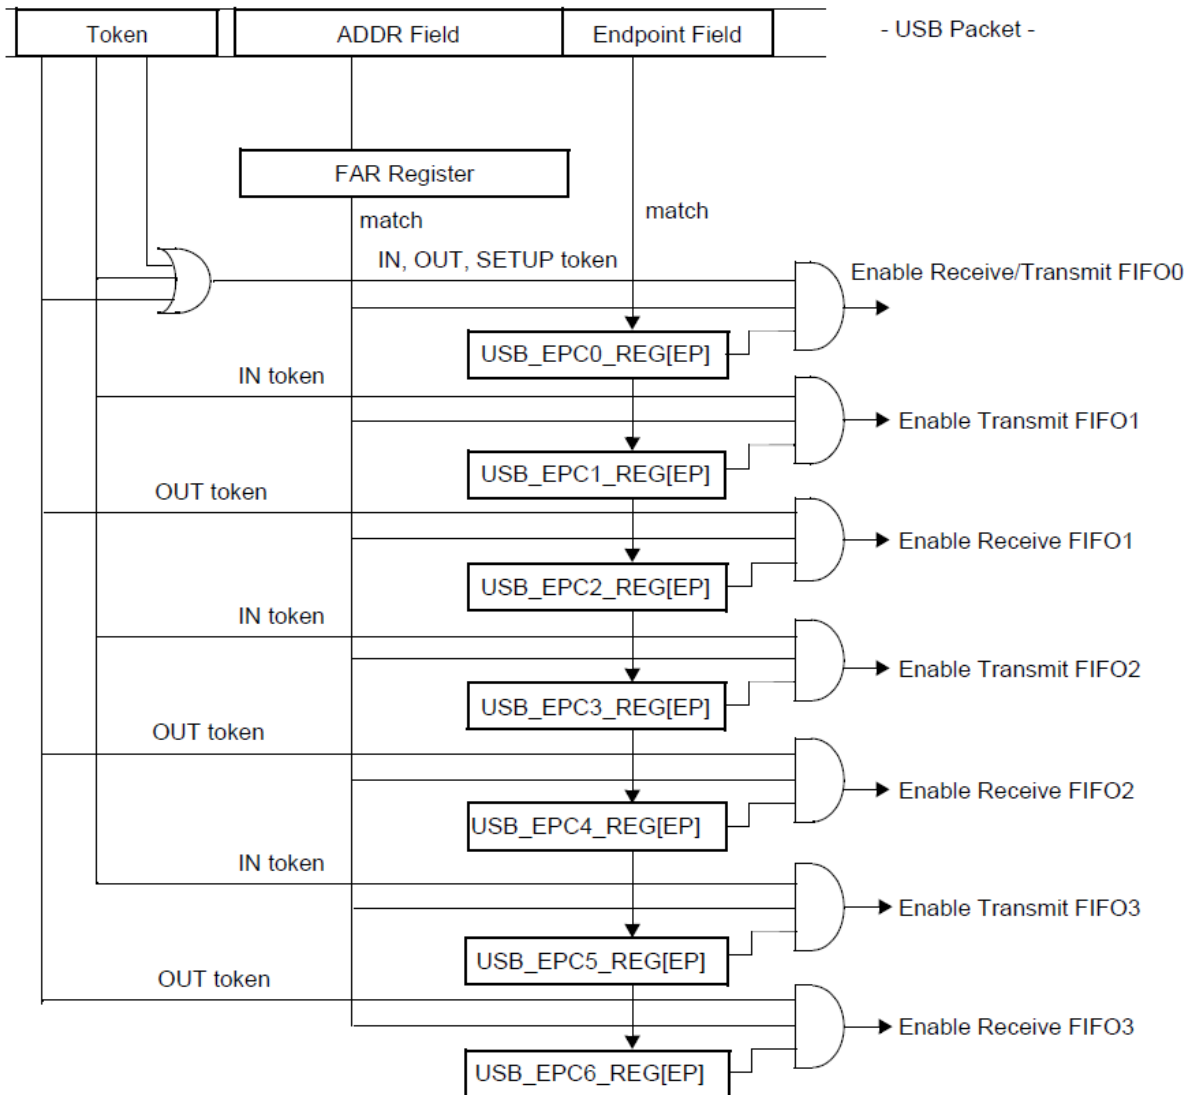 Token
ADDR Field
Endpoint Field
- USB Packet -
FAR Register
match
match
IN, OUT, SETUP token
Enable Receive/Transmit FIFO0
USB_EPC0_REG[EP]
IN token
Enable Transmit FIFO1
USB_EPC1_REG[EP]
OUT token
Enable Receive FIFO1
USB_EPC2_REG[EP]
IN token
Enable Transmit FIFO2
USB_EPC3_REG[EP]
OUT token
Enable Receive FIFO2
USB_EPC4_REG[EP]
IN token
Enable Transmit FIFO3
USB_EPC5_REG[EP]
OUT token
Enable Receive FIFO3
USB_EPC6_REG[EP]